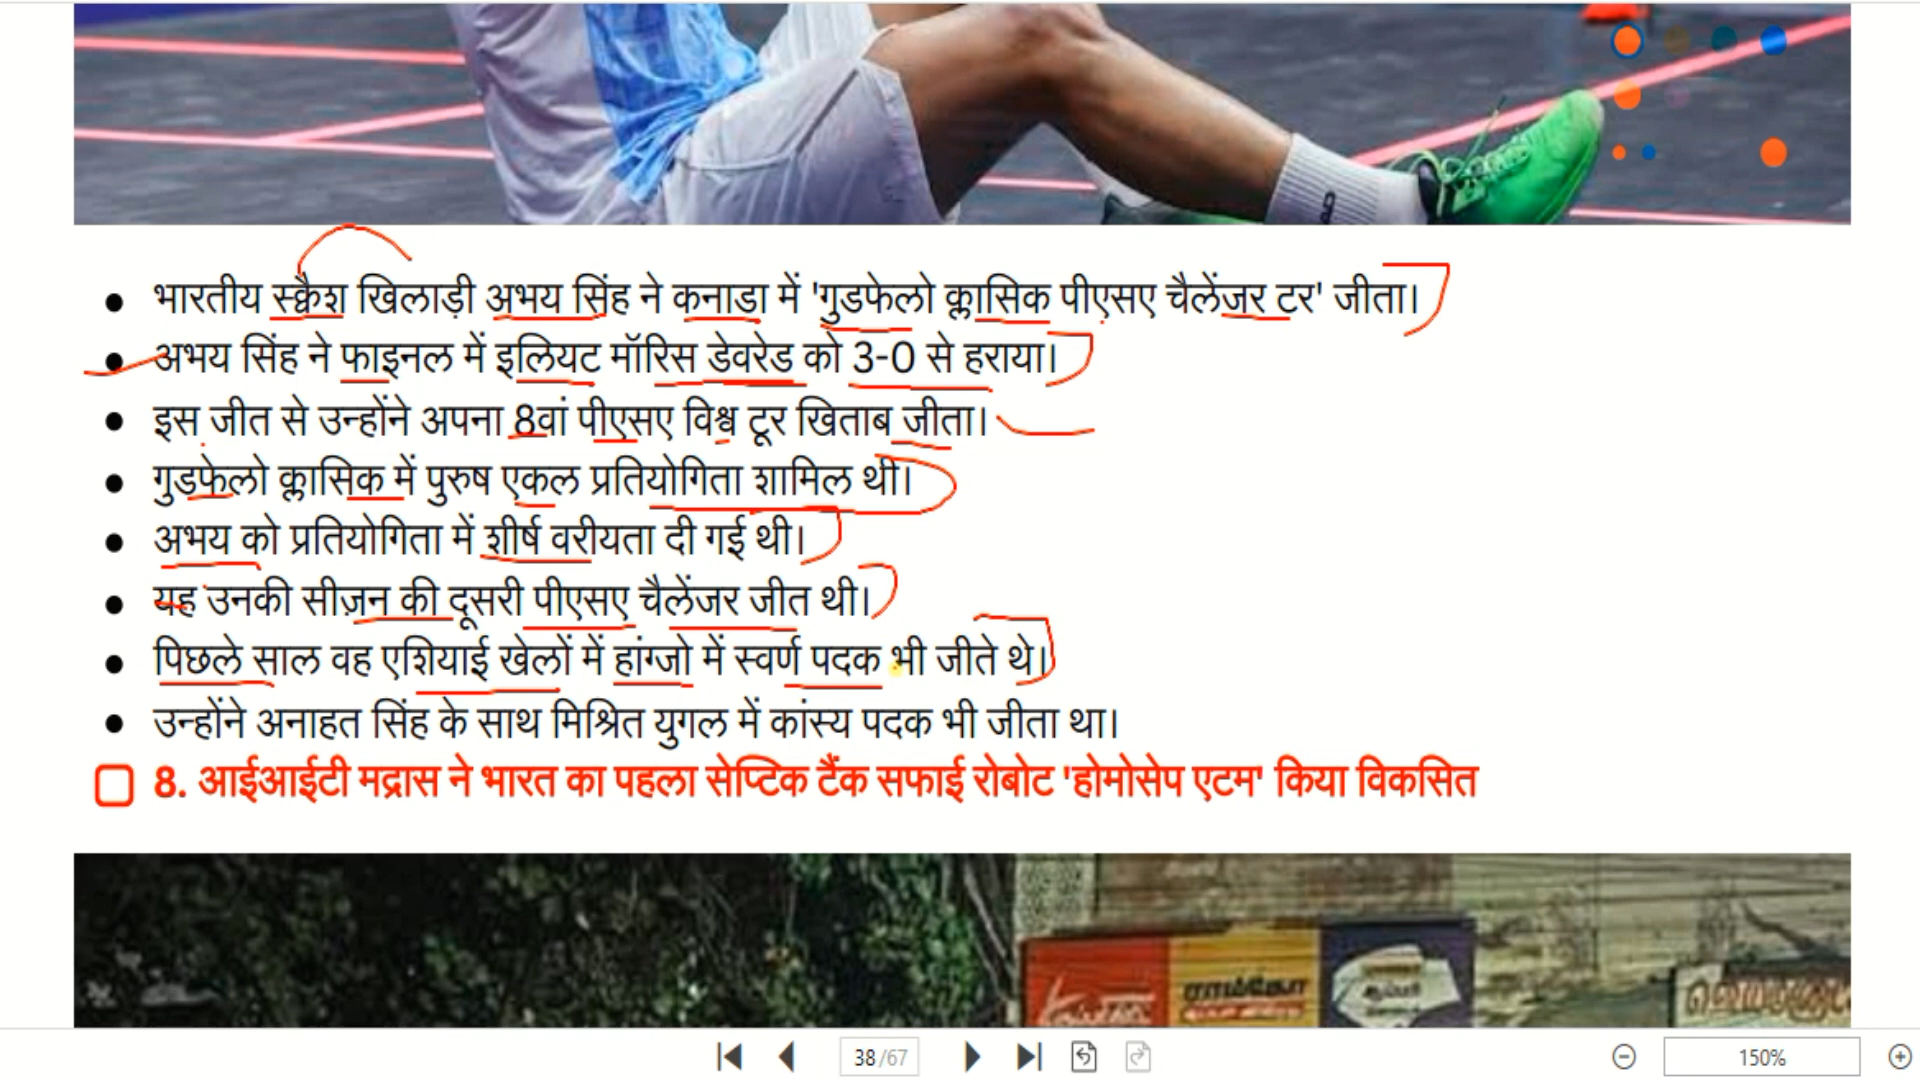 भारतीय स्क्वैश खिलाड़ी अभय सिंह ने कनाडा में 'गुडफेलो क्लासिक पीएसए चैलेंजर टर' जीता।
अभय सिंह ने फाइनल में इलियट मॉरिस डेवरेड को 3-0 से हराया।
इस जीत से उन्होंने अपना 8वां पीएसए विश्व टूर खिताब जीता।
गुडफेलो क्लासिक में पुरुष एकल प्रतियोगिता शामिल थी।
अभय को प्रतियोगिता में शीर्ष वरीयता दी गई थी।
यह उनकी सीज़न की दूसरी पीएसए चैलेंजर जीत थी।
पिछले साल वह एशियाई खेलों में हांग्जो में स्वर्ण पदक भी जीते थे।
उन्होंने अनाहत सिंह के साथ मिश्रित युगल में कांस्य पदक भी जीता था।
8. आईआईटी मद्रास ने भारत का पहला सेप्टिक टैंक सफाई रोबोट 'होमोसेप एटम' किया विकसित
ராம்கோ
38/67
150%